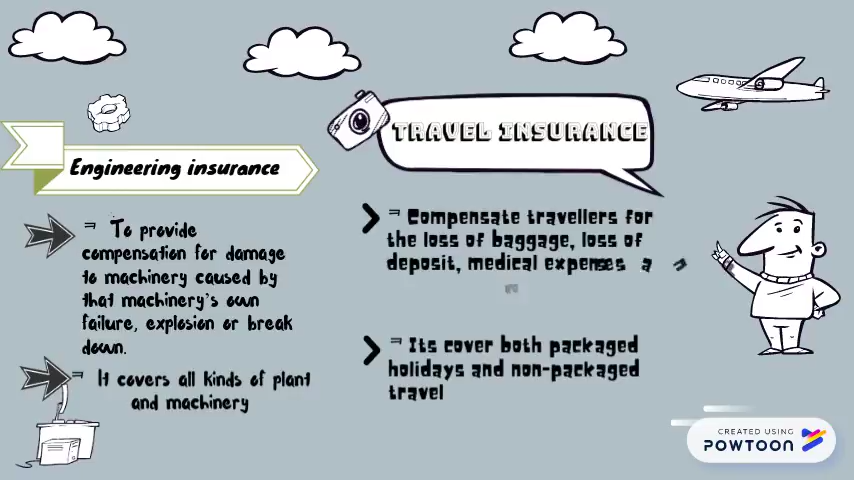 Engineering insurance
To provide
compensation for damage
to machinery caused by
that machinery's own
failure, explosion or break
down.
It covers all kinds of plant
and machinery
TRAVEL INSURANCE
Compensate travellers for
the loss of baggage, loss of
deposit, medical expenses
Its cover both packaged
holidays and non-packaged
travel
CREATED USING
POWTOON